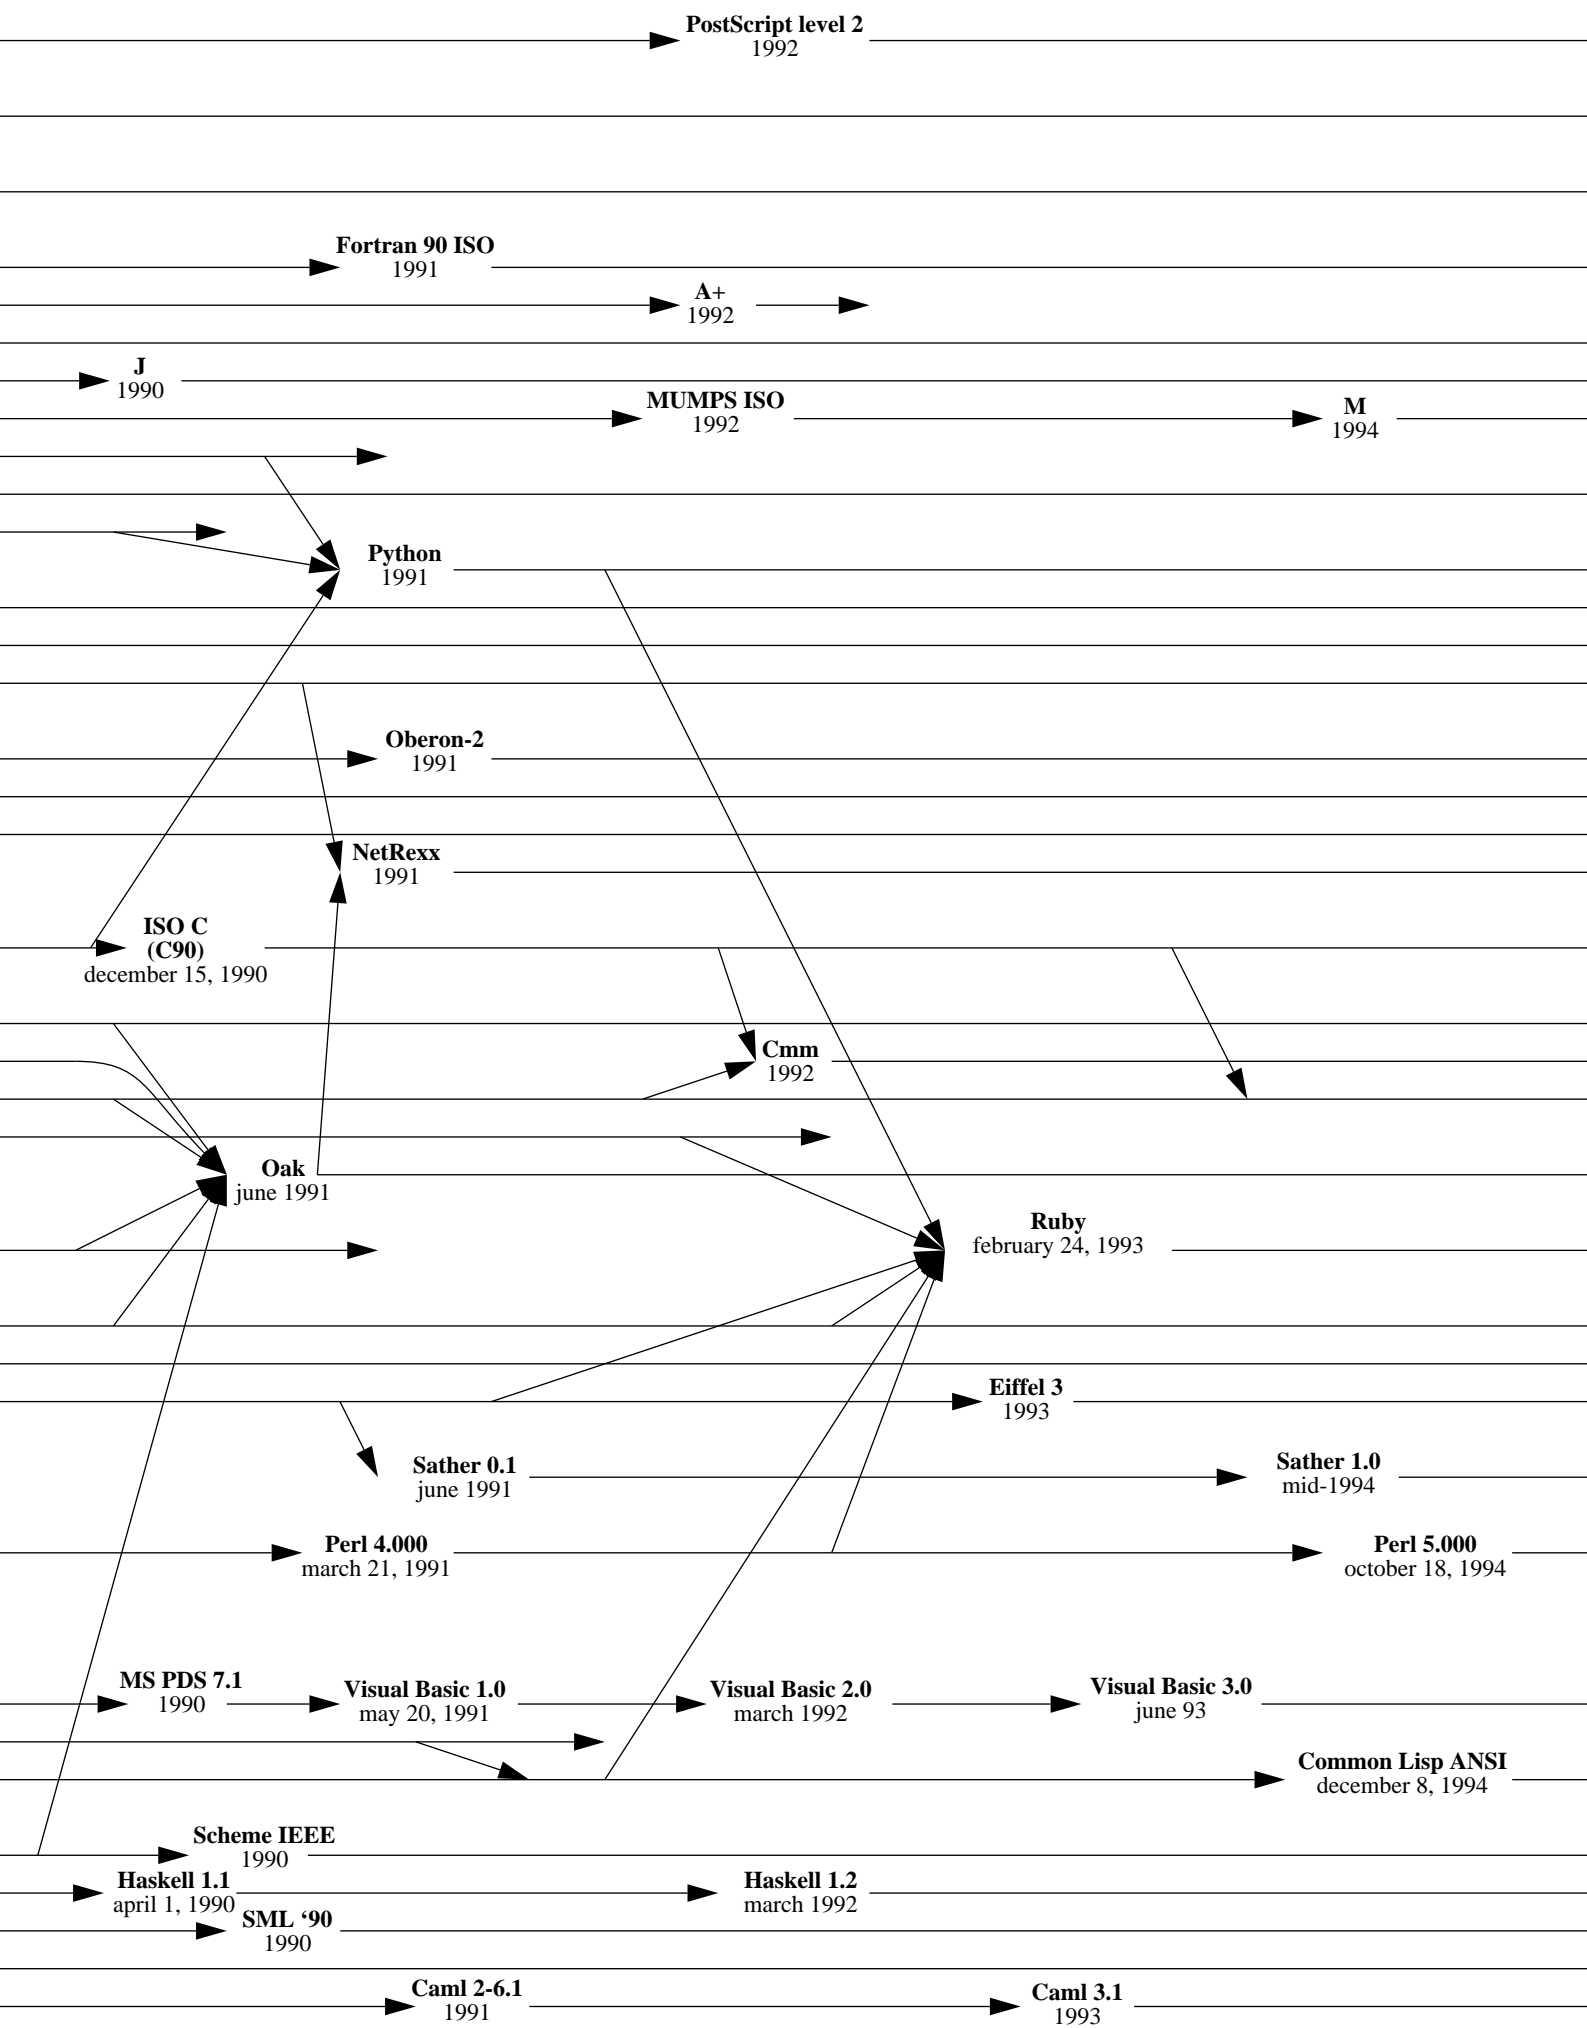 PostScript level 2
1992
Fortran 90 ISO
1991
A+
1992
J
1990
MUMPS ISO
1992
M
1994
Python
1991
Oberon-2
1991
NetRexx
1991
ISO C
(C90)
december 15, 1990
Cmm
1992
Oak
june 1991
Ruby
february 24, 1993
Eiffel 3
1993
Sather 0.1
june 1991
Sather 1.0
mid-1994
Perl 4.000
march 21, 1991
Perl 5.000
october 18, 1994
MS PDS 7.1
1990
Visual Basic 1.0
may 20, 1991
Visual Basic 2.0
march 1992
Visual Basic 3.0
june 93
Common Lisp ANSI
december 8, 1994
Scheme IEEE
1990
Haskell 1.1
april 1, 1990
Haskell 1.2
march 1992
SML ‘90
1990
Caml 2-6.1
1991
Caml 3.1
1993